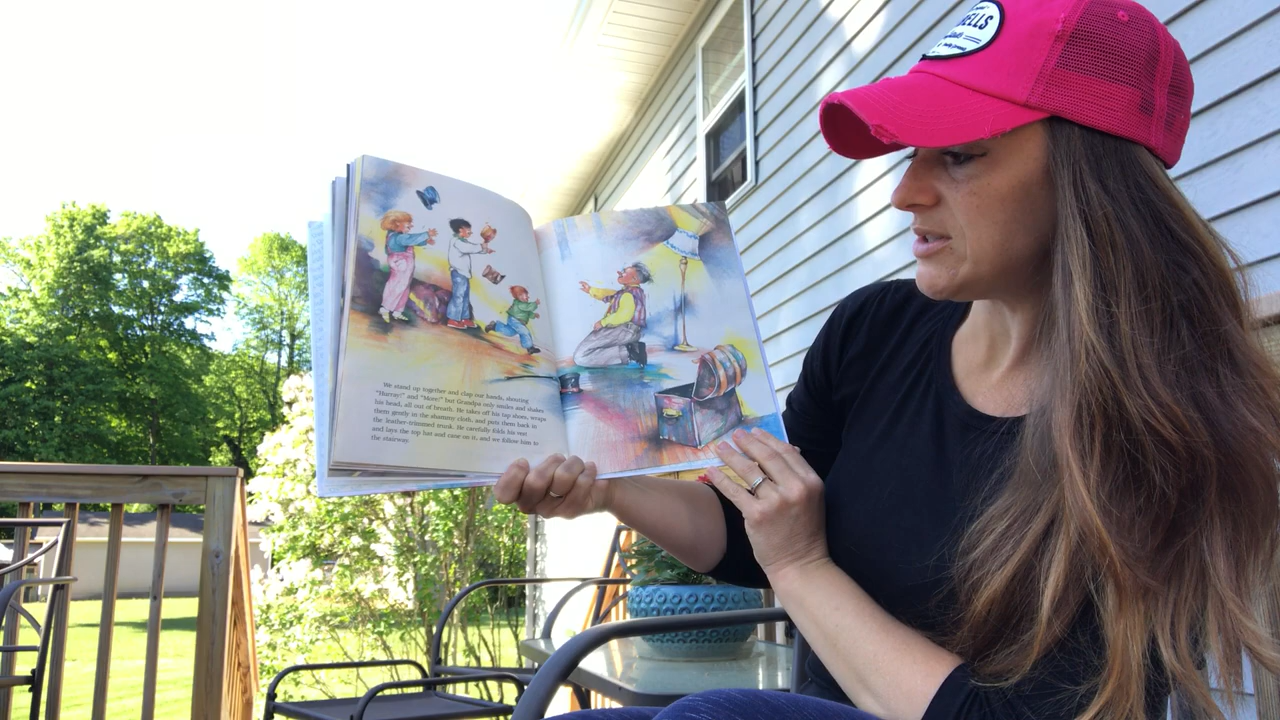 ELLS
We stand up together and clap our hands, shouting
"Hurray!" and "More!" but Grandpa only smiles and shakes
his head, all out of breath. He takes off his tap shoes, wraps
them gently in the shammy cloth, and puts them back in
the leather-trimmed trunk. He carefully folds his vest
and lays the top hat and cane on it, and we follow him to
the stairway.